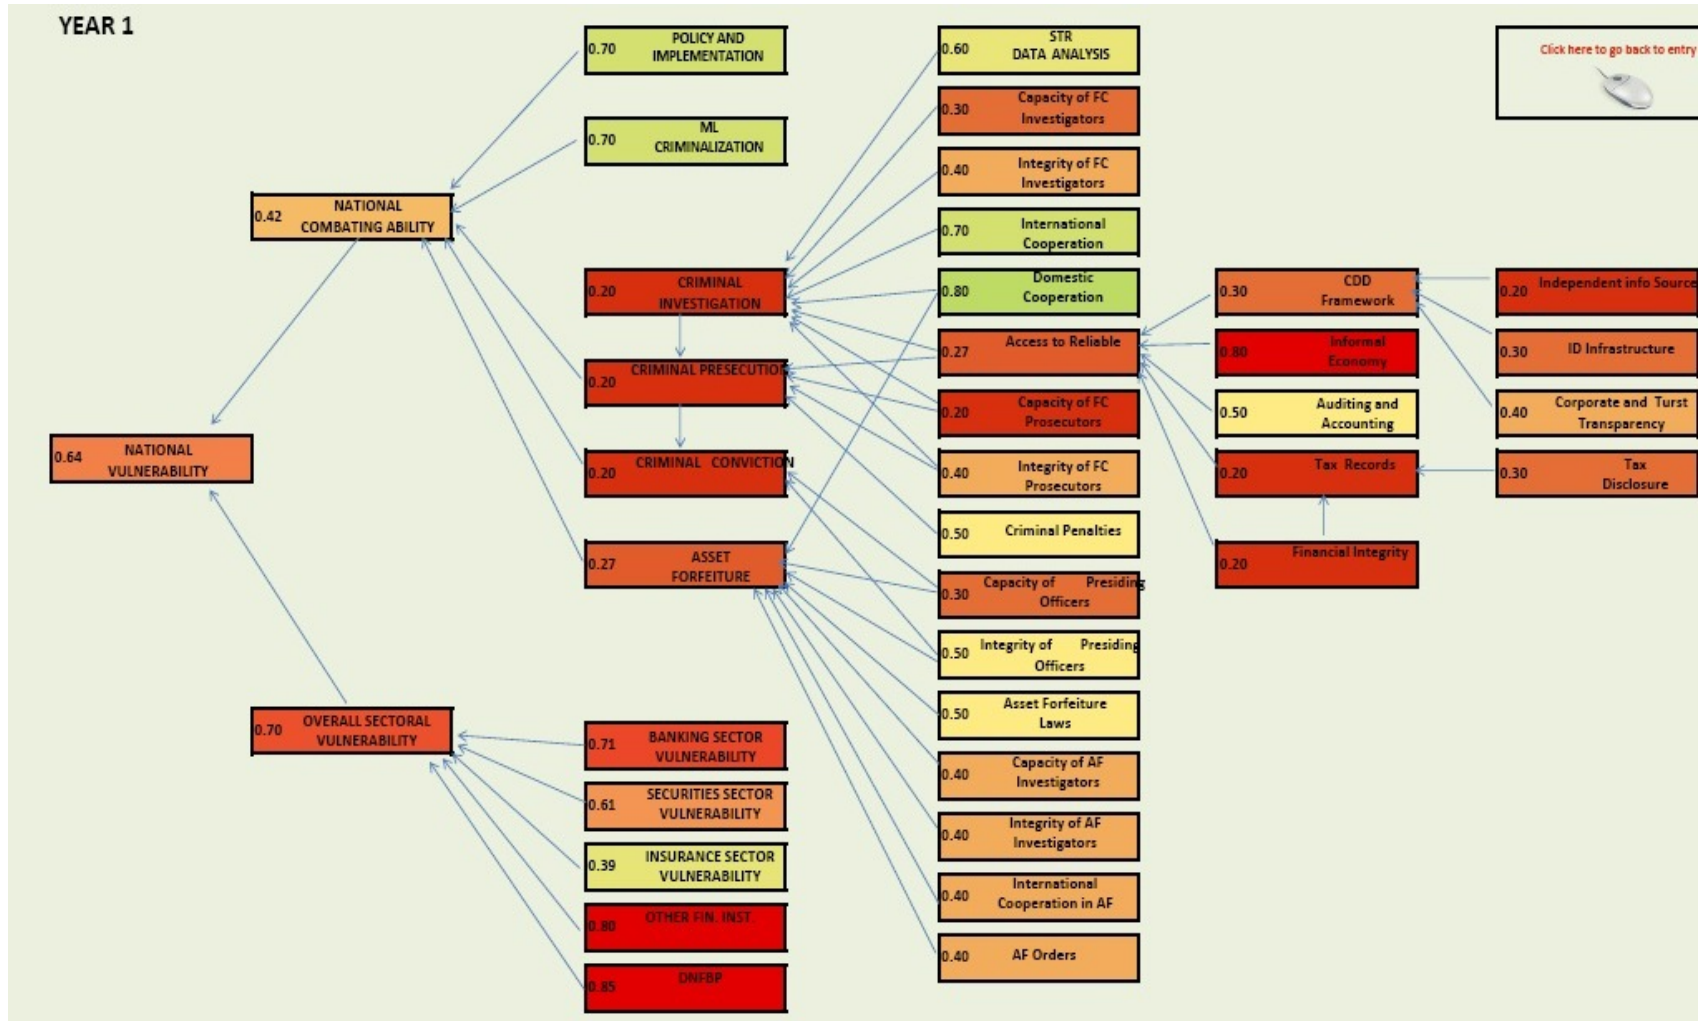 YEAR 1
0.70 POLICY AND
IMPLEMENTATION
0.70 ML
CRIMINALIZATION
0.42 NATIONAL
COMBATING ABILITY
0.20 CRIMINAL
INVESTIGATION
0.20 CRIMINAL PRESECUTION
0.64 NATIONAL
VULNERABILITY
0.20 CRIMINAL CONVICTION
0.27 ASSET
FORFEITURE
0.70 OVERALL SECTORAL
VULNERABILITY
0.71 BANKING SECTOR
VULNERABILITY
0.61 SECURITIES SECTOR
VULNERABILITY
0.39 INSURANCE SECTOR
VULNERABILITY
0.80 OTHER FIN. INST
0.85 DNFBP
0.60 STR
DATA ANALYSIS
0.30 Capacity of FC
Investigators
0.40 Integrity of FC
Investigators
0.70 International
Cooperation
0.80 Domestic
Cooperation
0.27 Access to Reliable
0.20 Capacity of FC
Prosecutors
0.40 Integrity of FC
Prosecutors
0.50 Criminal Penalties
0.30 Capacity of Presiding
Officers
0.50 Integrity of Presiding
Officers
0.50 Asset Forfeiture
Laws
0.40 Capacity of AF
Investigators
0.40 Integrity of AF
Investigators
0.40 International
Cooperation in AF
0.40 AF Orders
0.30 CDD
Framework
0.80 Informal
Economy
0.50 Auditing and
Accounting
0.20 Tax Records
0.20 Financial Integrity
Click here to go back to entry
0.20 Independent info Source
0.30 ID Infrastructure
0.40 Corporate and Turst
Transparency
0.30 Tax
Disclosure